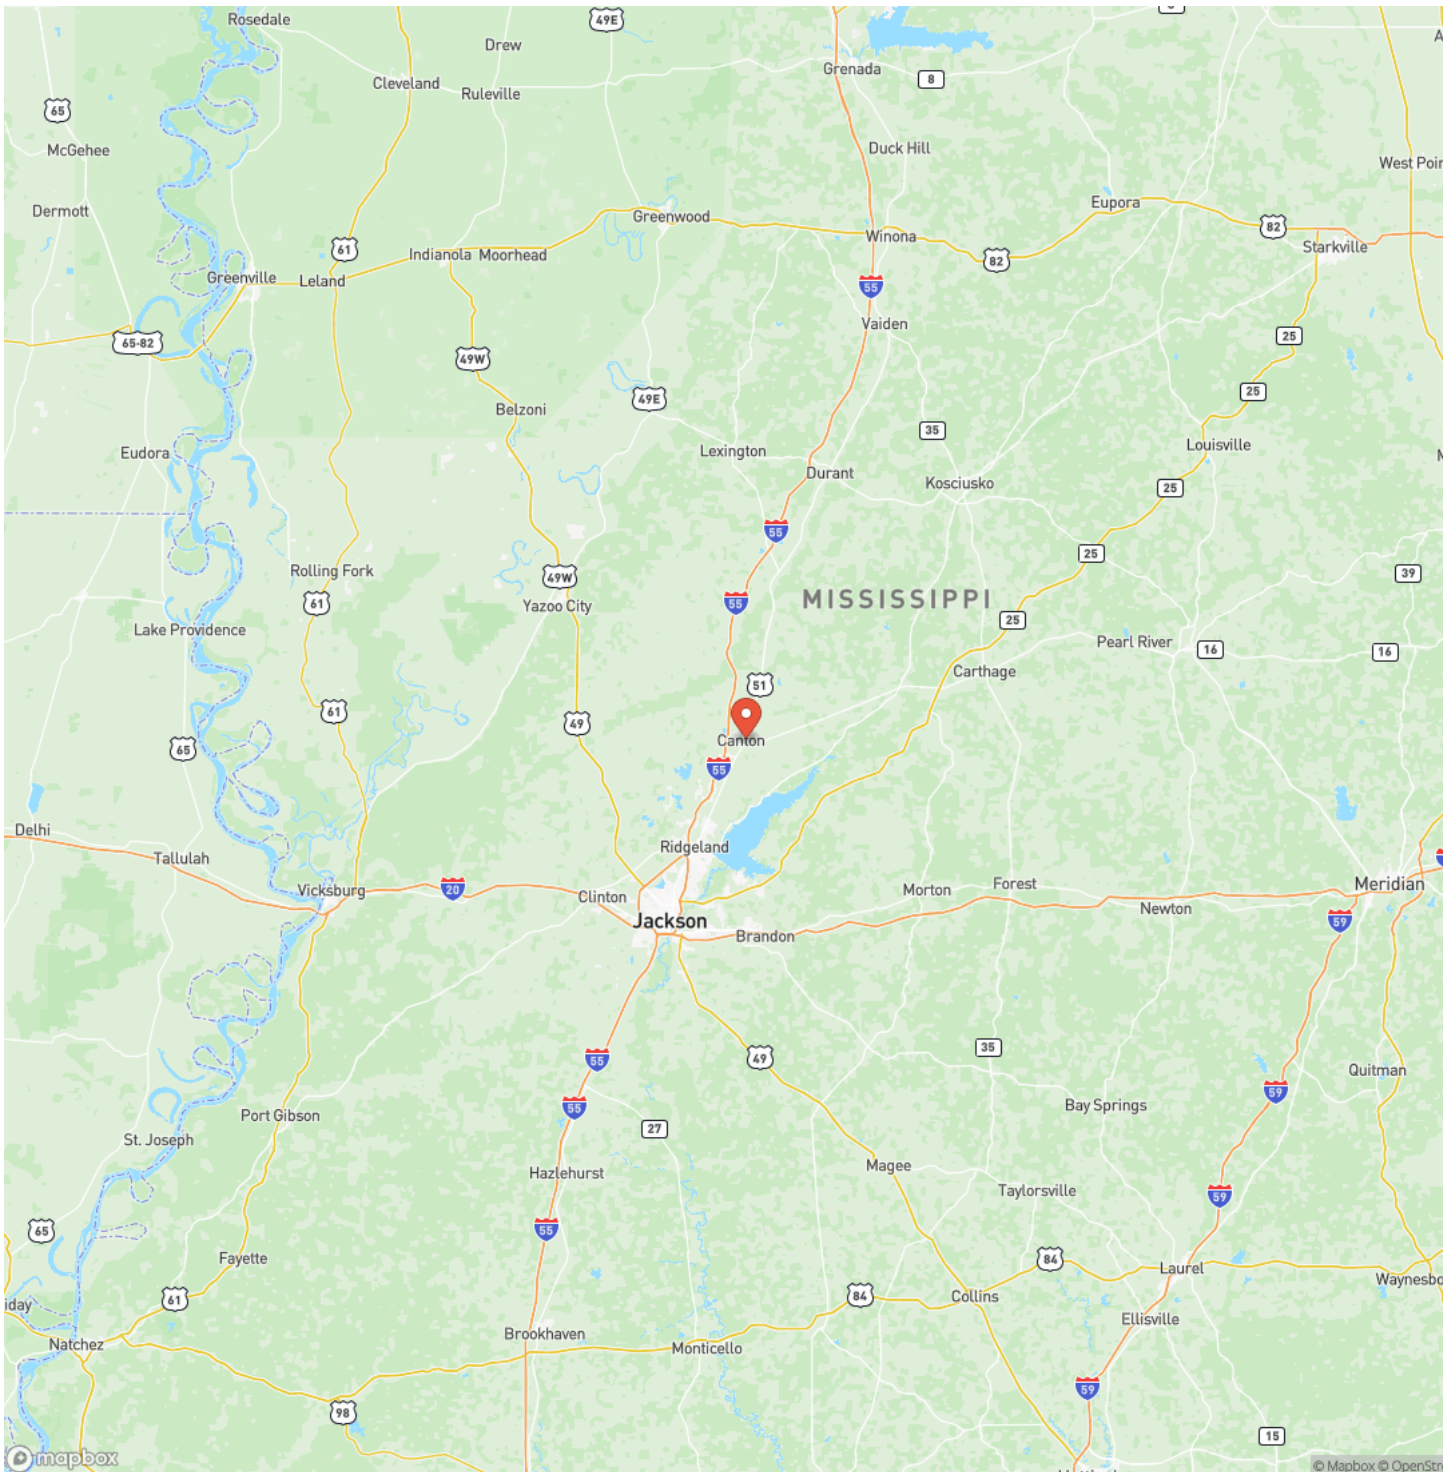 Rosedale
49E
8
Drew
Grenada
Cleveland
8
Ruleville
65
McGehee
Duck Hill
West Poin
Dermott
Eupora
Greenwood
82
Winona
Starkville
61
Indianola Moorhead
82
Greenville
Leland
55
Vaiden
65-82
25
49W
25
49E
Belzoni
35
Louisville
Lexington
Eudora
Durant
Kosciusko
25
55
25
Rolling Fork
39
49W
61
55
MISSISSIPPI
Yazoo City
25
Lake Providence
Pearl River
16
16
Carthage
51
61
49
65
Canton
55
Delhi
Ridgeland
Tallulah
Meridian
Vicksburg
20
Clinton
Morton
Forest
Newton
Jackson
59
Brandon
35
49
55
Quitman
59
55
Bay Springs
Port Gibson
27
St. Joseph
Magee
Hazlehurst
Taylorsville
59
65
55
Fayette
84
Laurel
Waynesbo
iday
61
84
Collins
Ellisville
Brookhaven
Natchez
Monticello
59
98
15
mapbox
© Mapbox © OpenStre